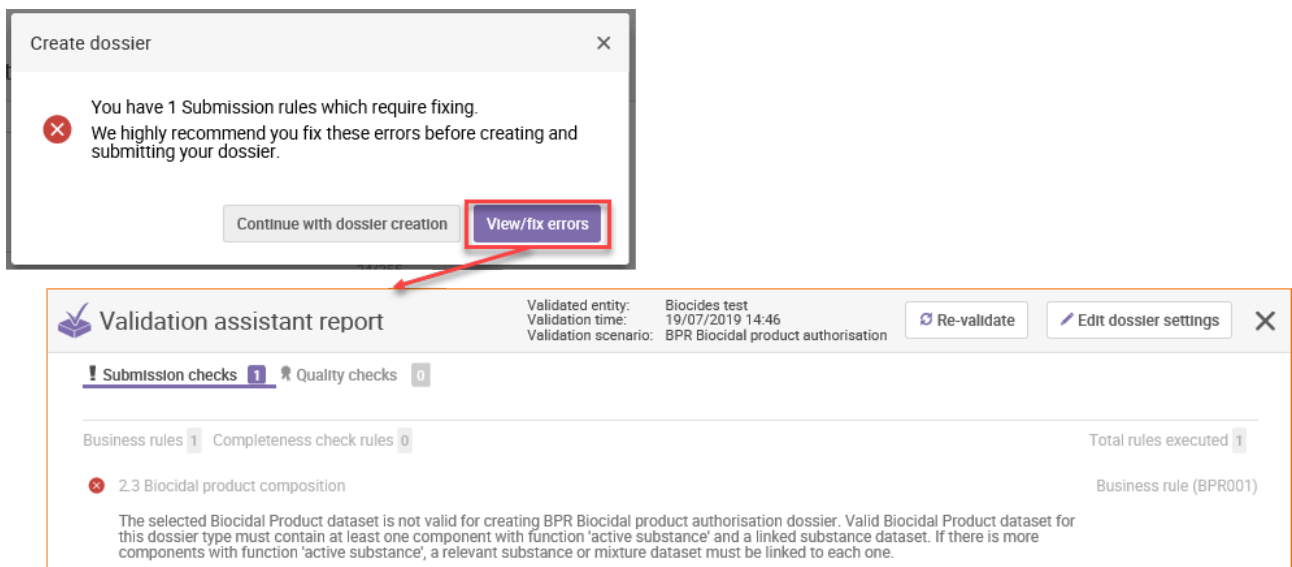 Create dossier
You have 1 Submission rules which require fixing.
We highly recommend you fix these errors before creating and
submitting your dossier.
Continue with dossier creation
View/fix errors
Validation assistant report
Validated entity: Biocides test
Validation time: 19/07/2019 14:46
Validation scenario: BPR Biocidal product authorisation
Re-validate
Edit dossier settings
Submission checks 1 Quality checks 0
Business rules 1 Completeness check rules 0
Total rules executed 1
2.3 Biocidal product composition
Business rule (BPR001)
The selected Biocidal Product dataset is not valid for creating BPR Biocidal product authorisation dossier. Valid Biocidal Product dataset for
this dossier type must contain at least one component with function 'active substance' and a linked substance dataset. If there is more
components with function 'active substance', a relevant substance or mixture dataset must be linked to each one.